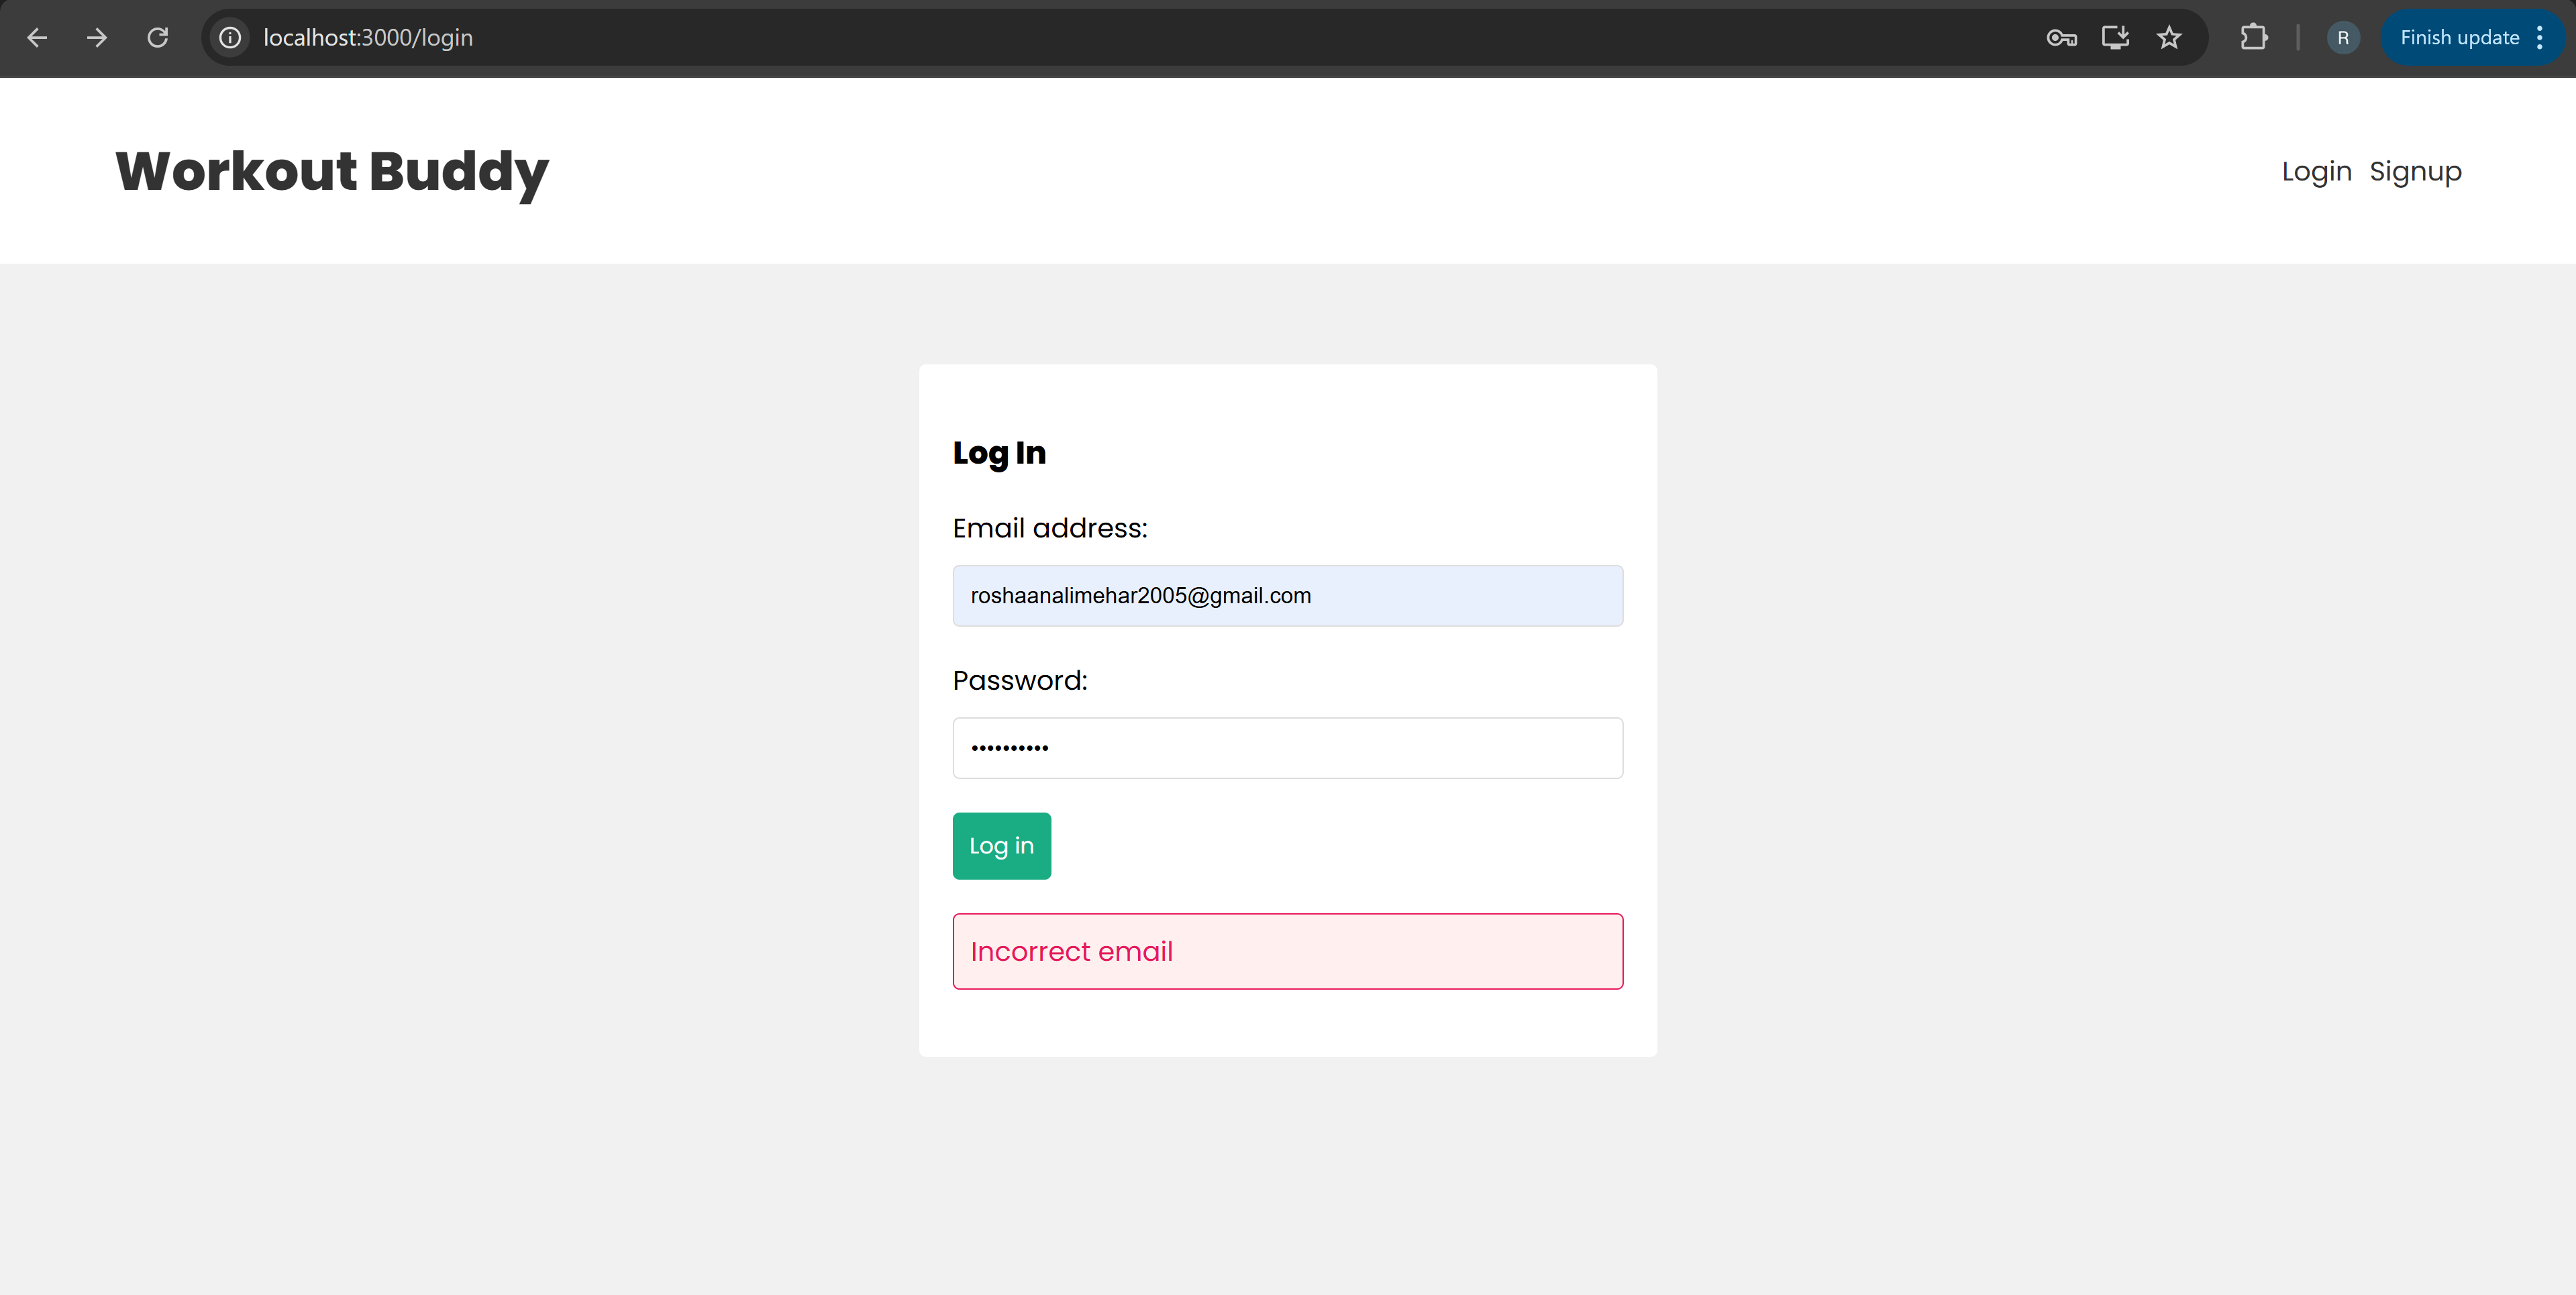 localhost:3000/login
R
Finish update
Workout Buddy
Login Signup
Log In
Email address:
roshaanalimehar2005@gmail.com
Password:
••••••••••
Log in
Incorrect email